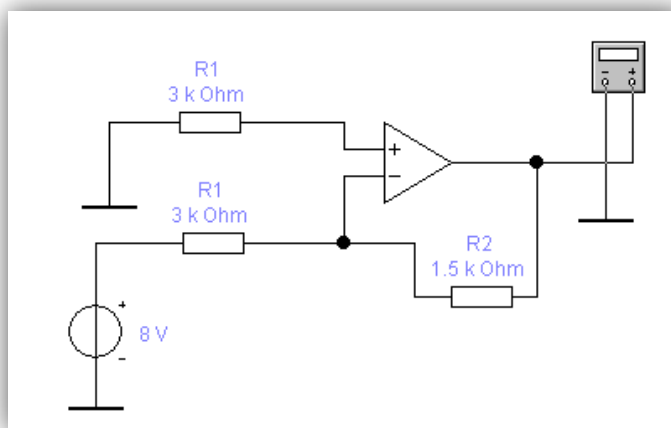 R1
3 k Ohm
- +
+
-
R1
3 k Ohm
R2
1.5 k Ohm
+
8 V
-